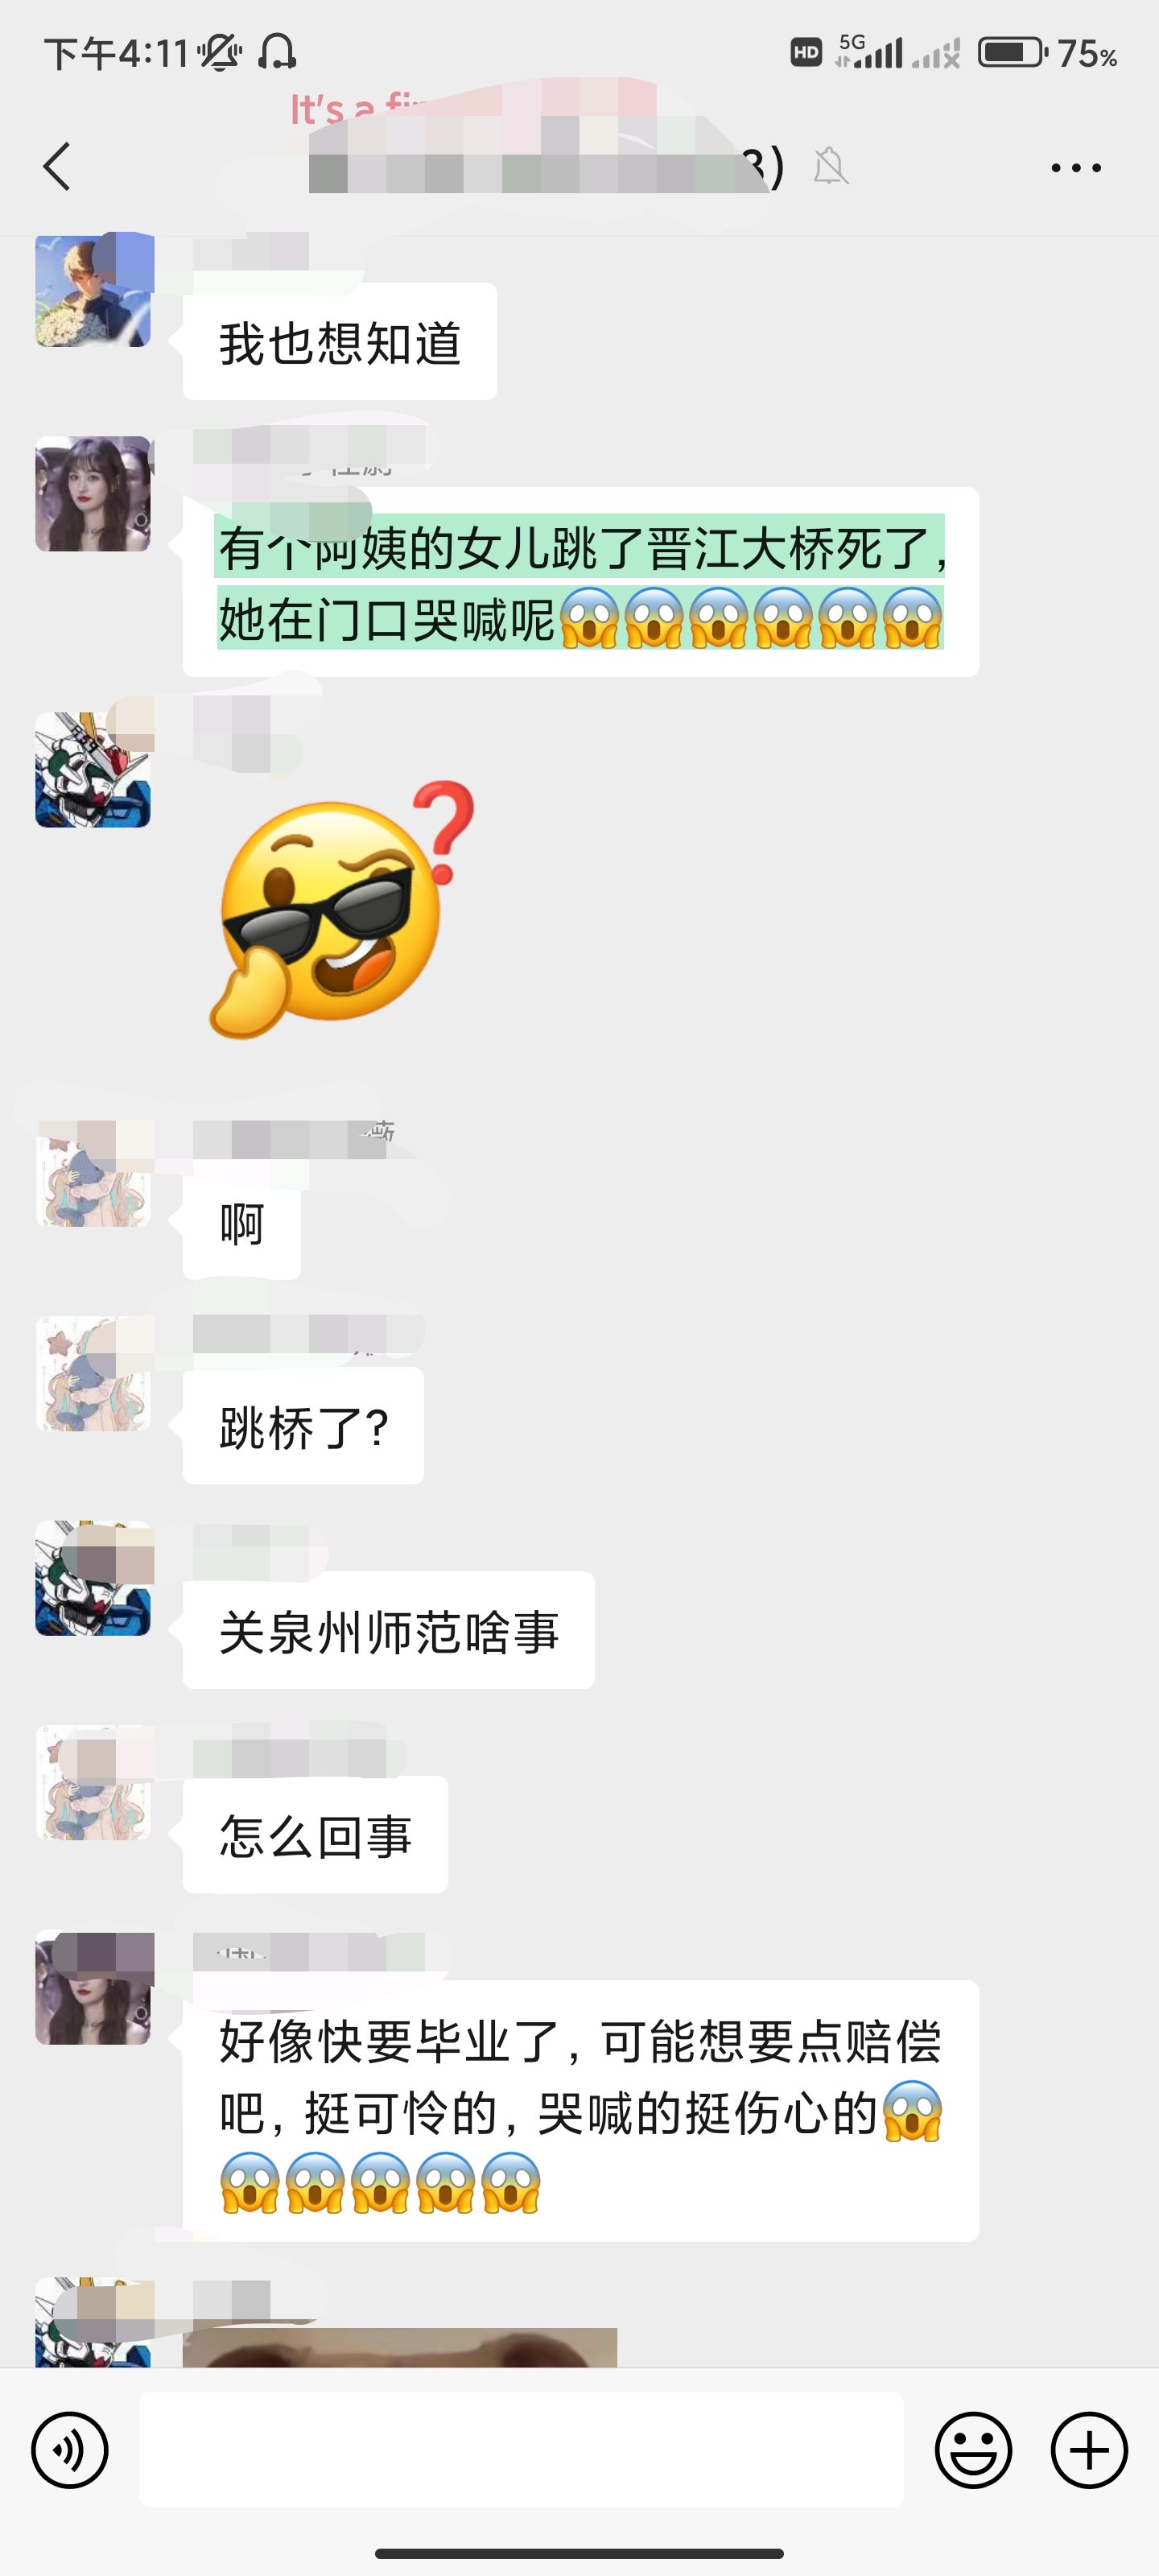 下午4:11
HD
5G
75%
It's a
3)
我也想知道
有个阿姨的女儿跳了晋江大桥死了,
她在门口哭喊呢😱😱😱😱😱😱
啊
跳桥了?
关泉州师范啥事
怎么回事
好像快要毕业了, 可能想要点赔偿
吧, 挺可怜的, 哭喊的挺伤心的😱
😱😱😱😱😱